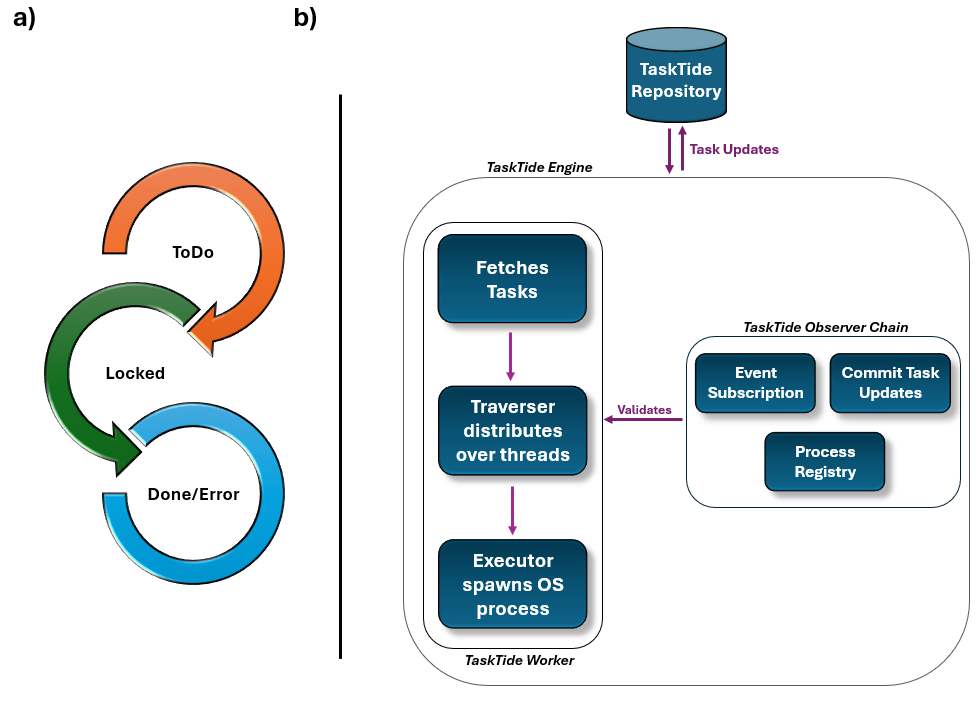 a)
ToDo
Locked
Done/Error
b)
TaskTide
Repository
Task Updates
TaskTide Engine
Fetches
Tasks
Traverser
distributes
over threads
Executor
spawns OS
process
TaskTide Worker
Validates
TaskTide Observer Chain
Event
Subscription
Commit Task
Updates
Process
Registry